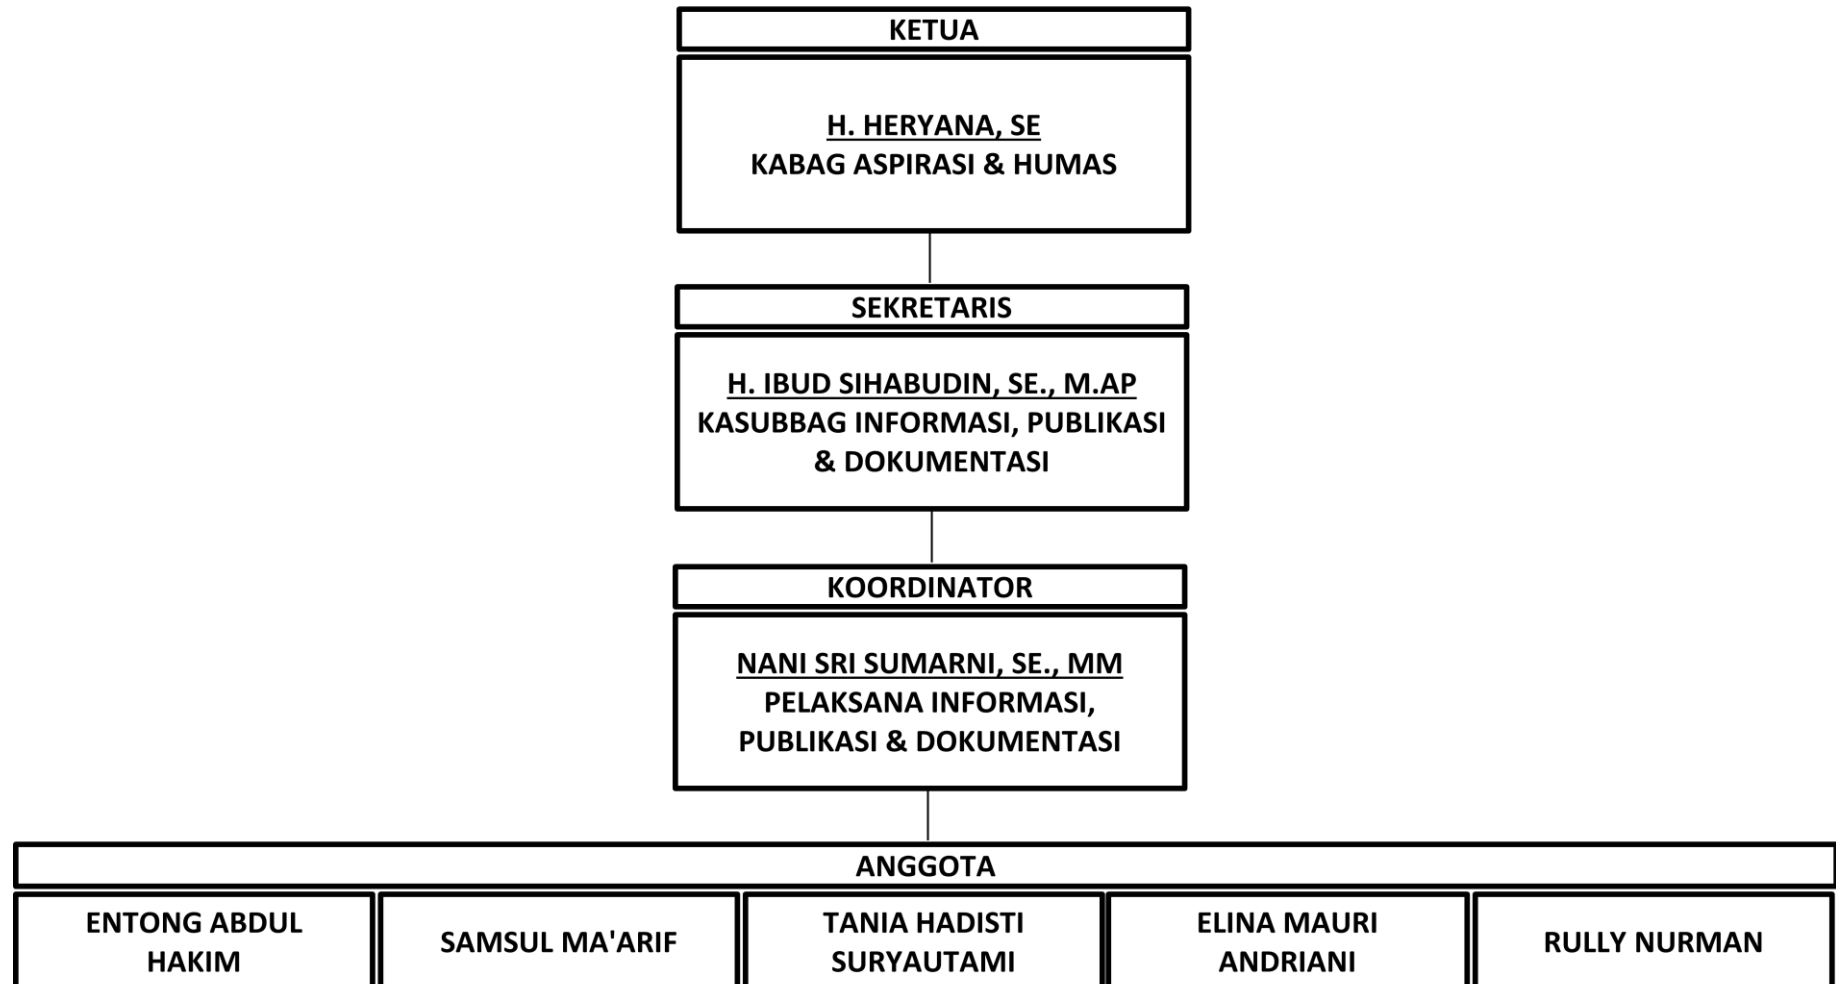 KETUA
H. HERYANA, SE
KABAG ASPIRASI & HUMAS
SEKRETARIS
H. IBUD SIHABUDIN, SE., M.AP
KASUBBAG INFORMASI, PUBLIKASI
& DOKUMENTASI
KOORDINATOR
NANI SRI SUMARNI, SE., MM
PELAKSANA INFORMASI,
PUBLIKASI & DOKUMENTASI
ANGGOTA
ENTONG ABDUL
HAKIM
SAMSUL MA'ARIF
TANIA HADISTI
SURYAUTAMI
ELINA MAURI
ANDRIANI
RULLY NURMAN